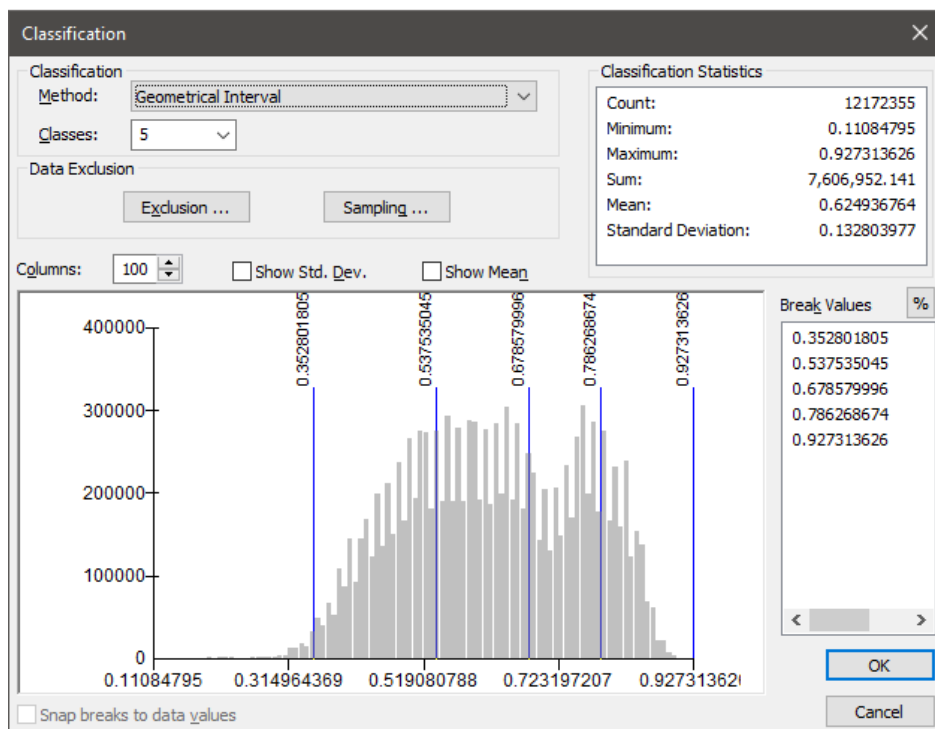 Classification
Classification
Method: Geometrical Interval
Classes: 5
Data Exclusion
Exclusion ...
Sampling ...
Classification Statistics
Count: 12172355
Minimum: 0.11084795
Maximum: 0.927313626
Sum: 7,606,952.141
Mean: 0.624936764
Standard Deviation: 0.132803977
Columns: 100
Show Std. Dev.
Show Mean
Break Values
%
0.352801805
0.537535045
0.678579996
0.786268674
0.927313626
0.352801805
0.537535045
0.678579996
0.786268674
0.927313626
400000
300000
200000
100000
0
0.11084795
0.314964369
0.519080788
0.723197207
0.92731362
OK
Cancel
Snap breaks to data values